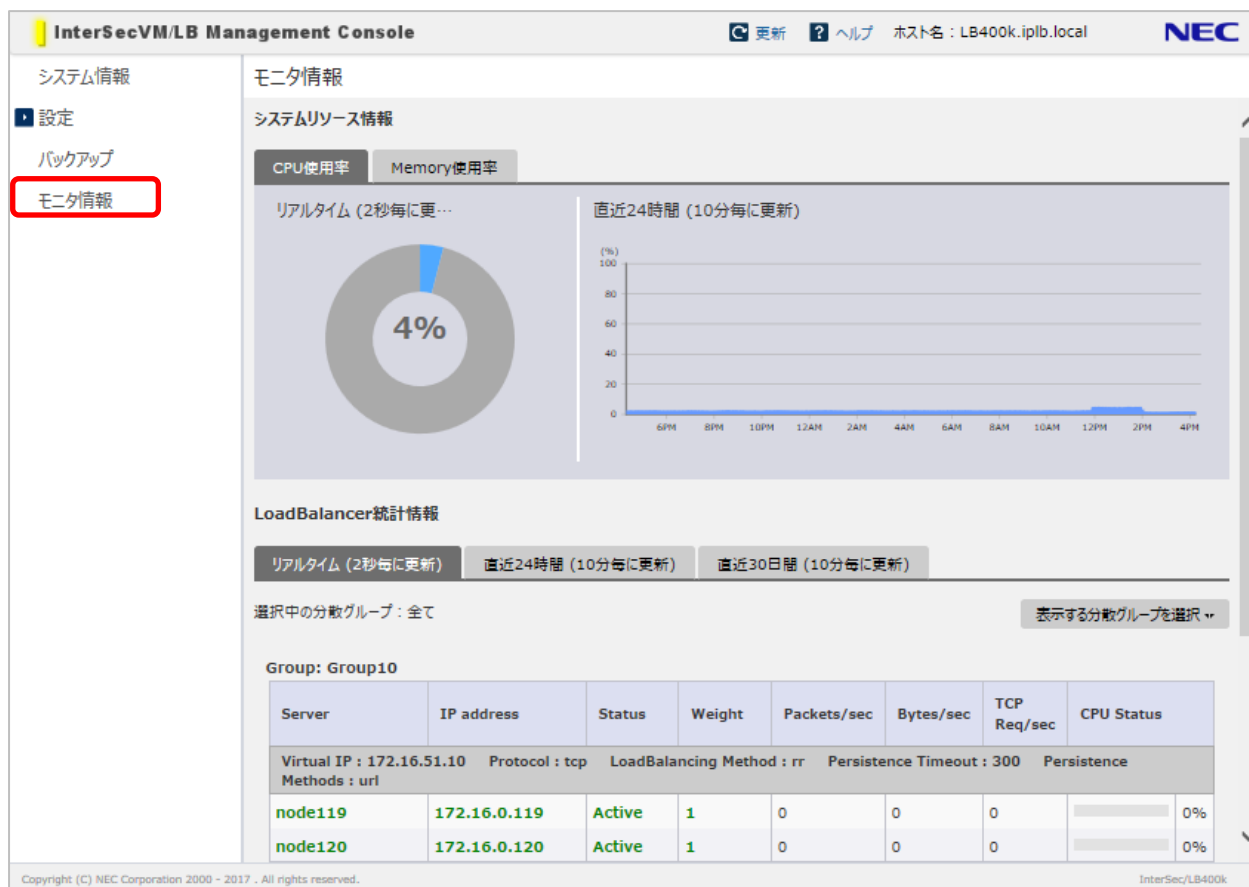 InterSecVM/LB Management Console
更新
ヘルプ
ホスト名：LB400k.iplb.local
NEC
システム情報
設定
バックアップ
モニタ情報
モニタ情報
システムリソース情報
CPU使用率
Memory使用率
リアルタイム (2秒毎に更…
4%
直近24時間 (10分毎に更新)
(%)
100
80
60
40
20
0
6PM 8PM 10PM 12AM 2AM 4AM 6AM 8AM 10AM 12PM 2PM 4PM
LoadBalancer統計情報
リアルタイム (2秒毎に更新)
直近24時間 (10分毎に更新)
直近30日間 (10分毎に更新)
選択中の分散グループ：全て
表示する分散グループを選択
Group: Group10
Server IP address Status Weight Packets/sec Bytes/sec TCP Req/sec CPU Status
Virtual IP : 172.16.51.10 Protocol : tcp LoadBalancing Method : rr Persistence Timeout : 300 Persistence
Methods : url
node119 172.16.0.119 Active 1 0 0 0 0%
node120 172.16.0.120 Active 1 0 0 0 0%
Copyright (C) NEC Corporation 2000 - 2017 . All rights reserved.
InterSec/LB400k